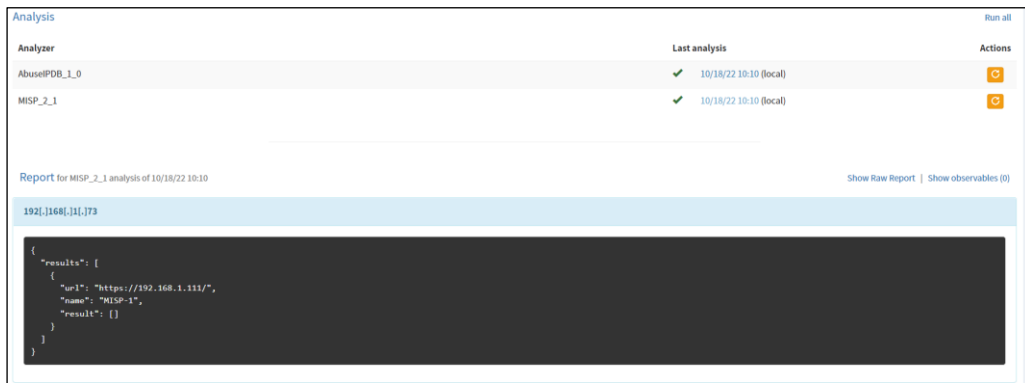 Analysis Run all
Analyzer Last analysis Actions
AbuseIPDB_1_0 ✔ 10/18/22 10:10 (local)
MISP_2_1 ✔ 10/18/22 10:10 (local)
Report for MISP_2_1 analysis of 10/18/22 10:10 Show Raw Report | Show observables (0)
192[.]168[.]1[.]73
{
  "results": [
    {
      "url": "https://192.168.1.111/",
      "name": "MISP-1",
      "result": []
    }
  ]
}